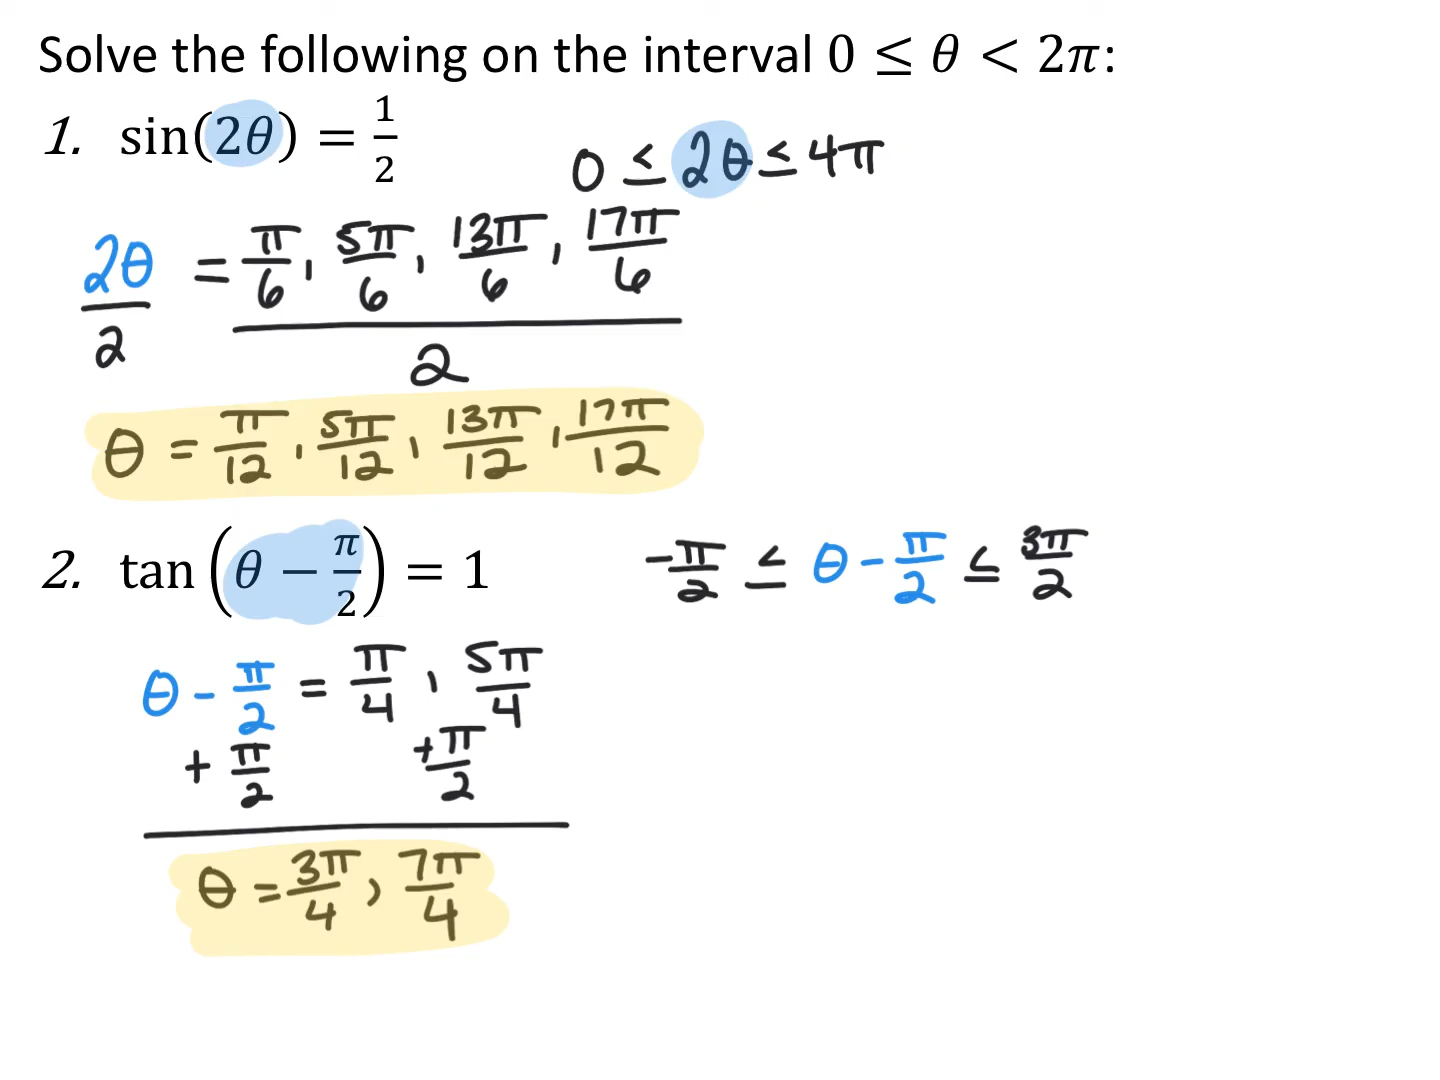 Solve the following on the interval 0 ≤ θ < 2π:
1. sin(2θ) = 1/2
0 ≤ 2θ ≤ 4π
2θ/2 = π/6, 5π/6, 13π/6, 17π/6
2
θ = π/12, 5π/12, 13π/12, 17π/12
2. tan(θ − π/2) = 1
-π/2 ≤ θ - π/2 ≤ 3π/2
θ - π/2 = π/4, 5π/4
+ π/2 + π/2
θ = 3π/4, 7π/4